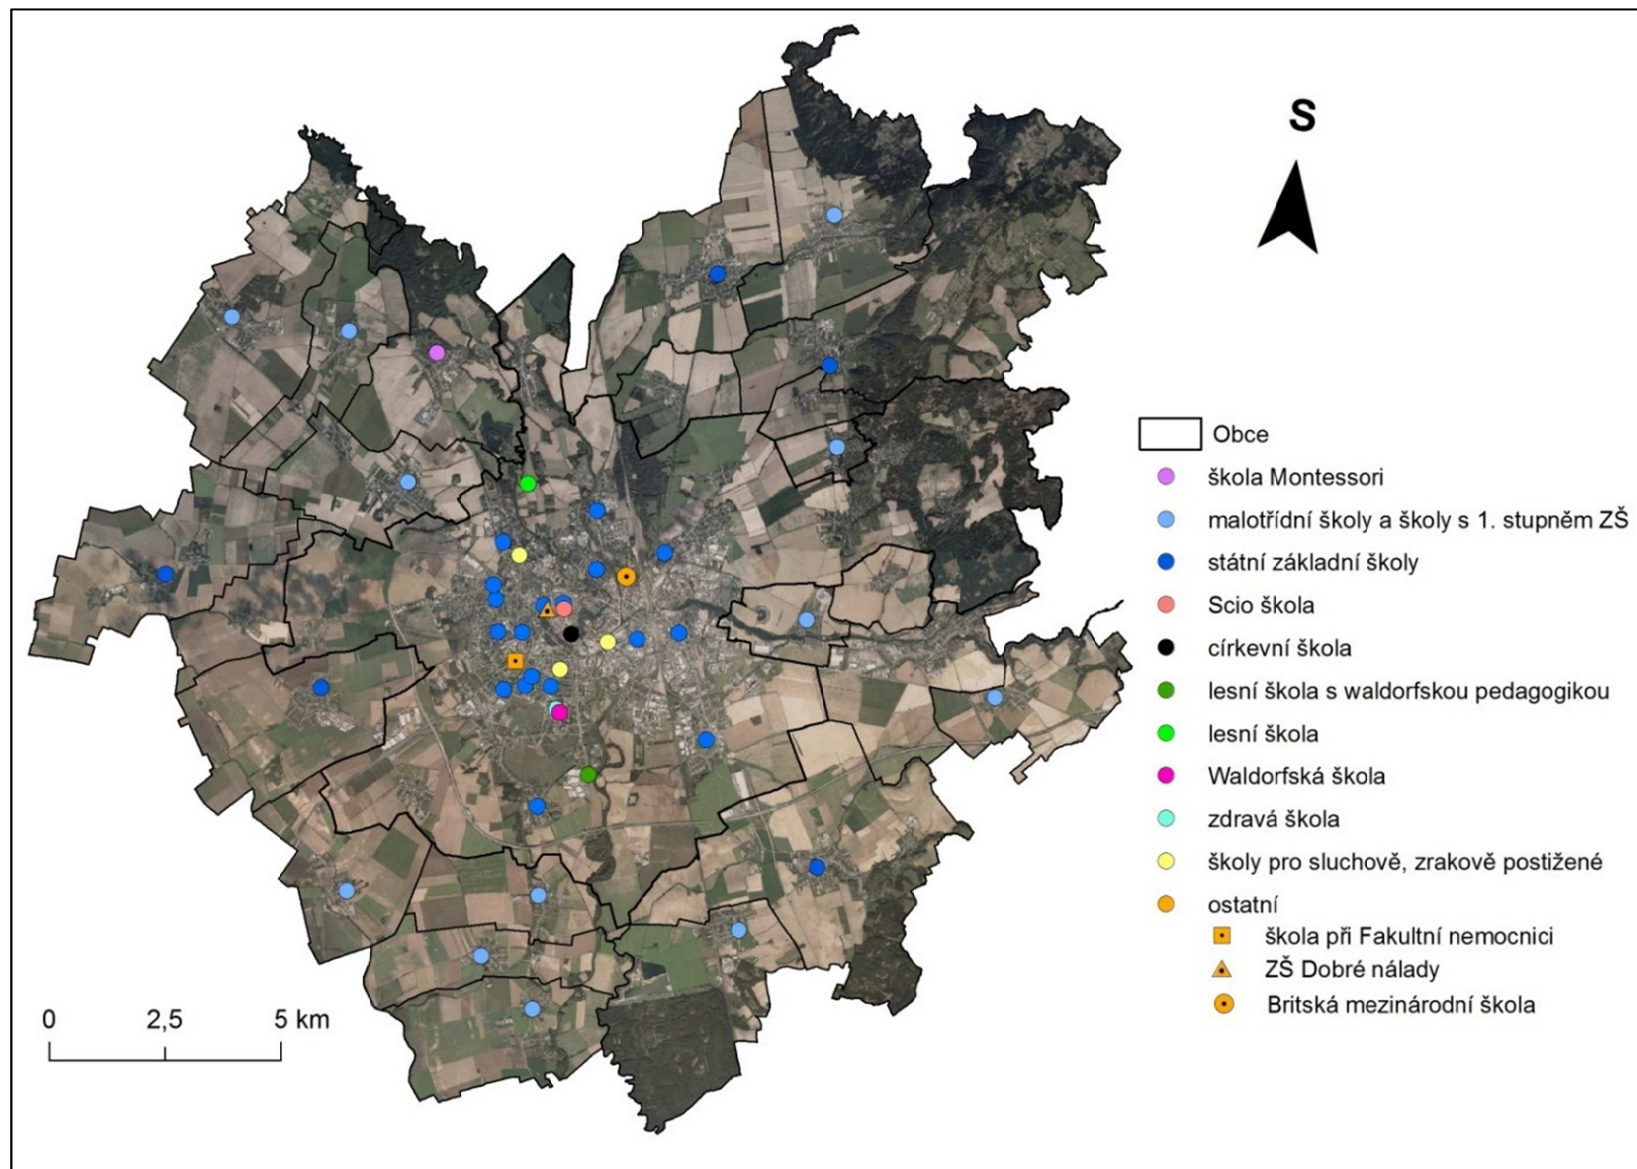 S
Obce
škola Montessori
malotřídní školy a školy s 1. stupněm ZŠ
státní základní školy
Scio škola
církevní škola
lesní škola s waldorfskou pedagogikou
lesní škola
Waldorfská škola
zdravá škola
školy pro sluchově, zrakově postižené
ostatní
škola při Fakultní nemocnici
ZŠ Dobré nálady
Britská mezinárodní škola
0 2,5 5 km